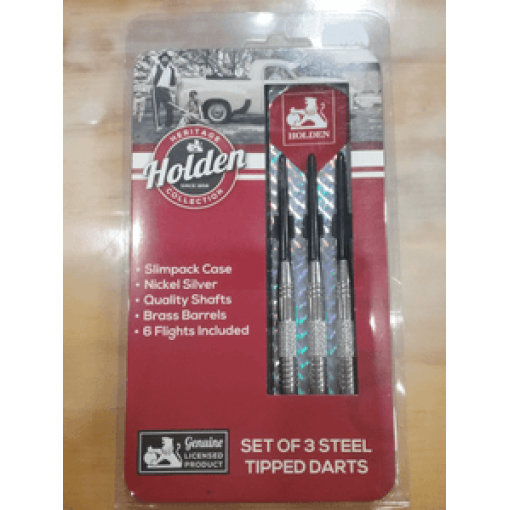 HERITAGE
Holden
SINCE 1856
COLLECTION
HOLDEN
• Slimpack Case
• Nickel Silver
• Quality Shafts
• Brass Barrels
• 6 Flights Included
Genuine
LICENSED
PRODUCT
SET OF 3 STEEL
TIPPED DARTS